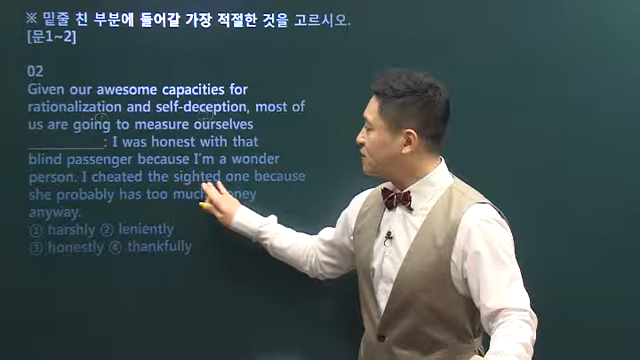 ※ 밑줄 친 부분에 들어갈 가장 적절한 것을 고르시오.
[문1~2]
02
Given our awesome capacities for
rationalization and self-deception, most of
us are going to measure ourselves
____________: I was honest with that
blind passenger because I'm a wonder
person. I cheated the sighted one because
she probably has too much money
anyway.
① harshly ② leniently
③ honestly ④ thankfully